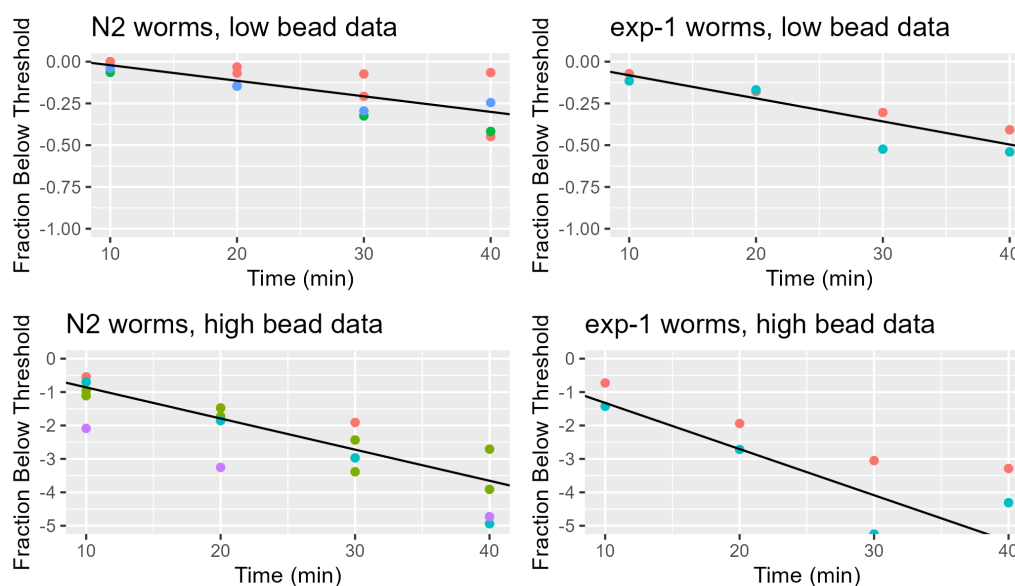 N2 worms, low bead data
Fraction Below Threshold
0.00
-0.25
-0.50
-0.75
-1.00
10 20 30 40
Time (min)
exp-1 worms, low bead data
Fraction Below Threshold
0.00
-0.25
-0.50
-0.75
-1.00
10 20 30 40
Time (min)
N2 worms, high bead data
Fraction Below Threshold
0
-1
-2
-3
-4
-5
10 20 30 40
Time (min)
exp-1 worms, high bead data
Fraction Below Threshold
0
-1
-2
-3
-4
-5
10 20 30 40
Time (min)